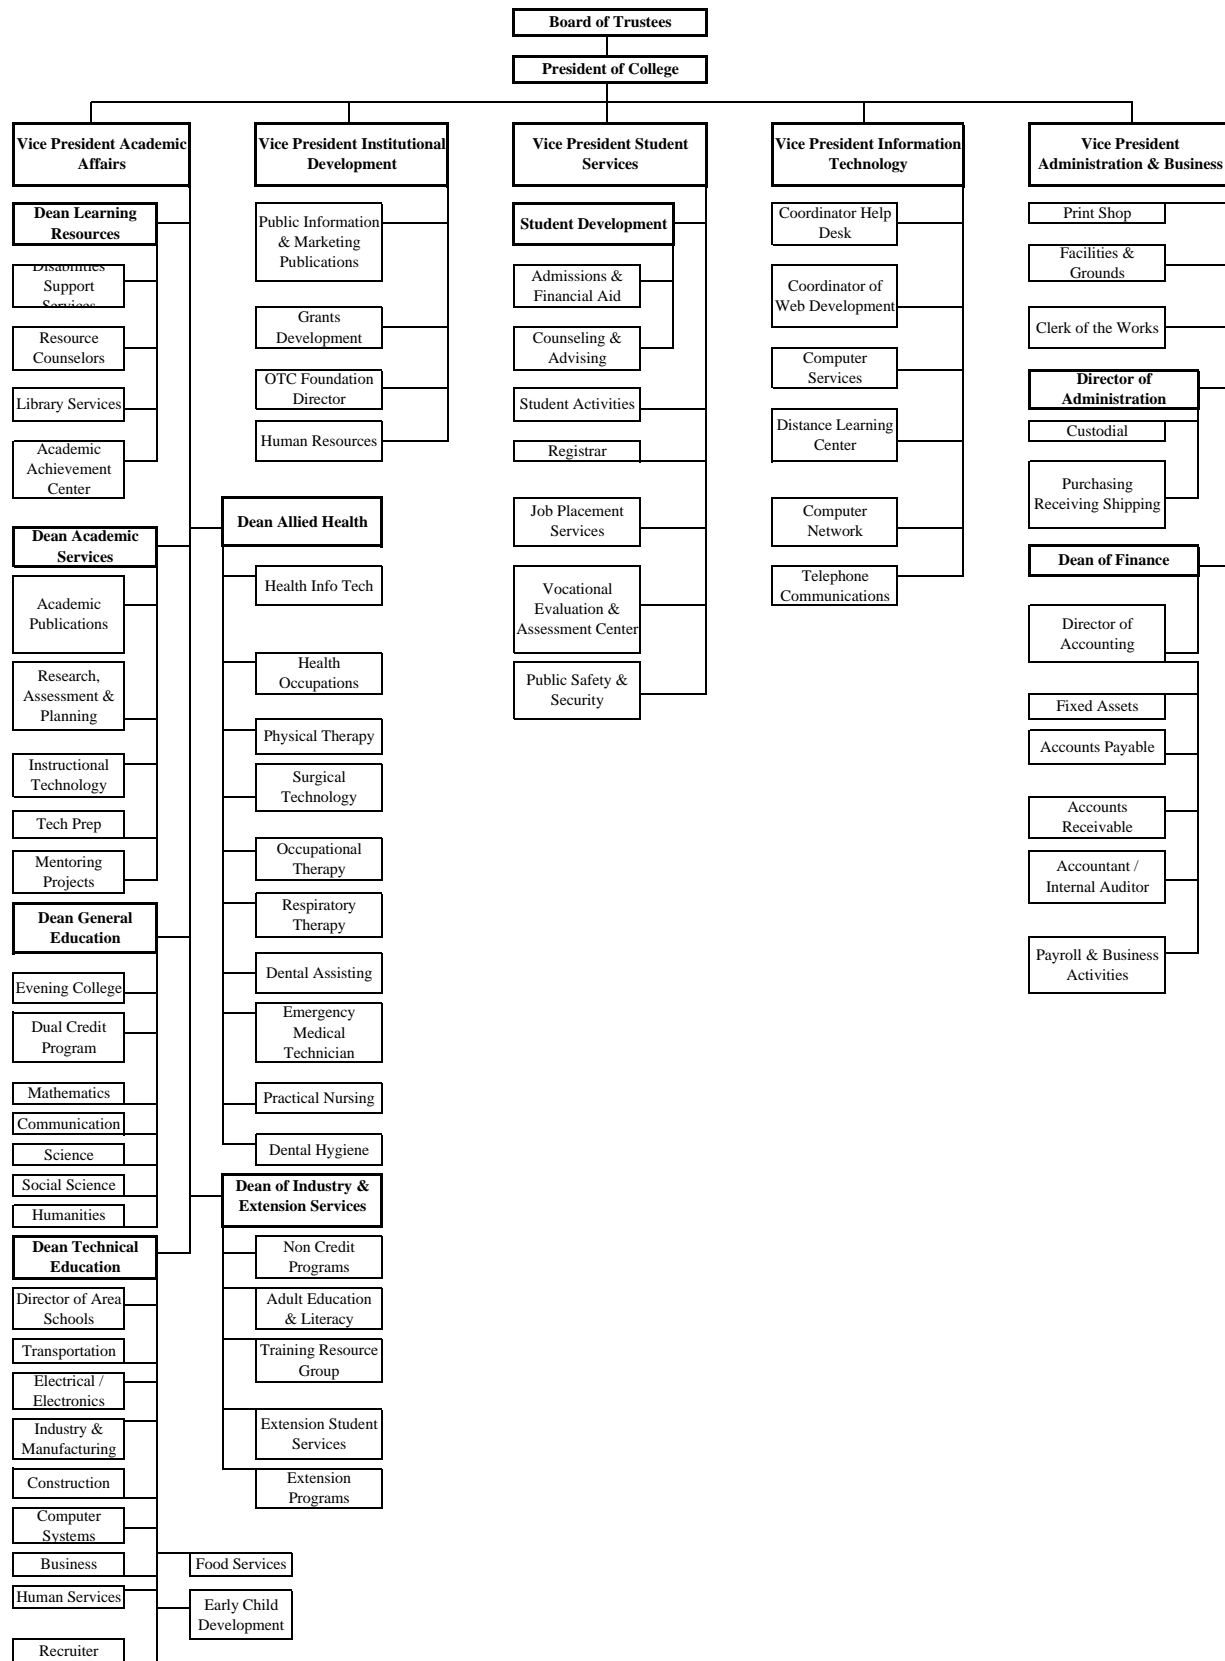 Board of Trustees
President of College
Vice President Academic
Affairs
Vice President Institutional
Development
Vice President Student
Services
Vice President Information
Technology
Vice President
Administration & Business
Dean Learning
Resources
Disabilities
Support
Services
Resource
Counselors
Library Services
Academic
Achievement
Center
Dean Academic
Services
Academic
Publications
Research,
Assessment &
Planning
Instructional
Technology
Tech Prep
Mentoring
Projects
Dean General
Education
Evening College
Dual Credit
Program
Mathematics
Communication
Science
Social Science
Humanities
Dean Technical
Education
Director of Area
Schools
Transportation
Electrical /
Electronics
Industry &
Manufacturing
Construction
Computer
Systems
Business
Human Services
Recruiter
Food Services
Early Child
Development
Public Information
& Marketing
Publications
Grants
Development
OTC Foundation
Director
Human Resources
Dean Allied Health
Health Info Tech
Health
Occupations
Physical Therapy
Surgical
Technology
Occupational
Therapy
Respiratory
Therapy
Dental Assisting
Emergency
Medical
Technician
Practical Nursing
Dental Hygiene
Dean of Industry &
Extension Services
Non Credit
Programs
Adult Education
& Literacy
Training Resource
Group
Extension Student
Services
Extension
Programs
Student Development
Admissions &
Financial Aid
Counseling &
Advising
Student Activities
Registrar
Job Placement
Services
Vocational
Evaluation &
Assessment Center
Public Safety &
Security
Coordinator Help
Desk
Coordinator of
Web Development
Computer
Services
Distance Learning
Center
Computer
Network
Telephone
Communications
Print Shop
Facilities &
Grounds
Clerk of the Works
Director of
Administration
Custodial
Purchasing
Receiving Shipping
Dean of Finance
Director of
Accounting
Fixed Assets
Accounts Payable
Accounts
Receivable
Accountant /
Internal Auditor
Payroll & Business
Activities